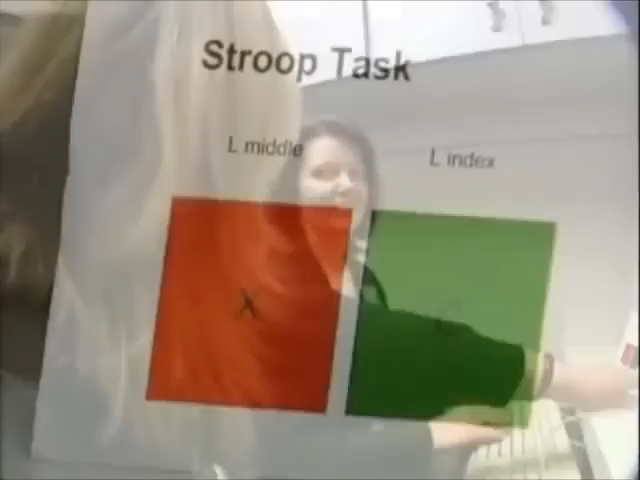 Stroop Task
L middle
L index
X
C